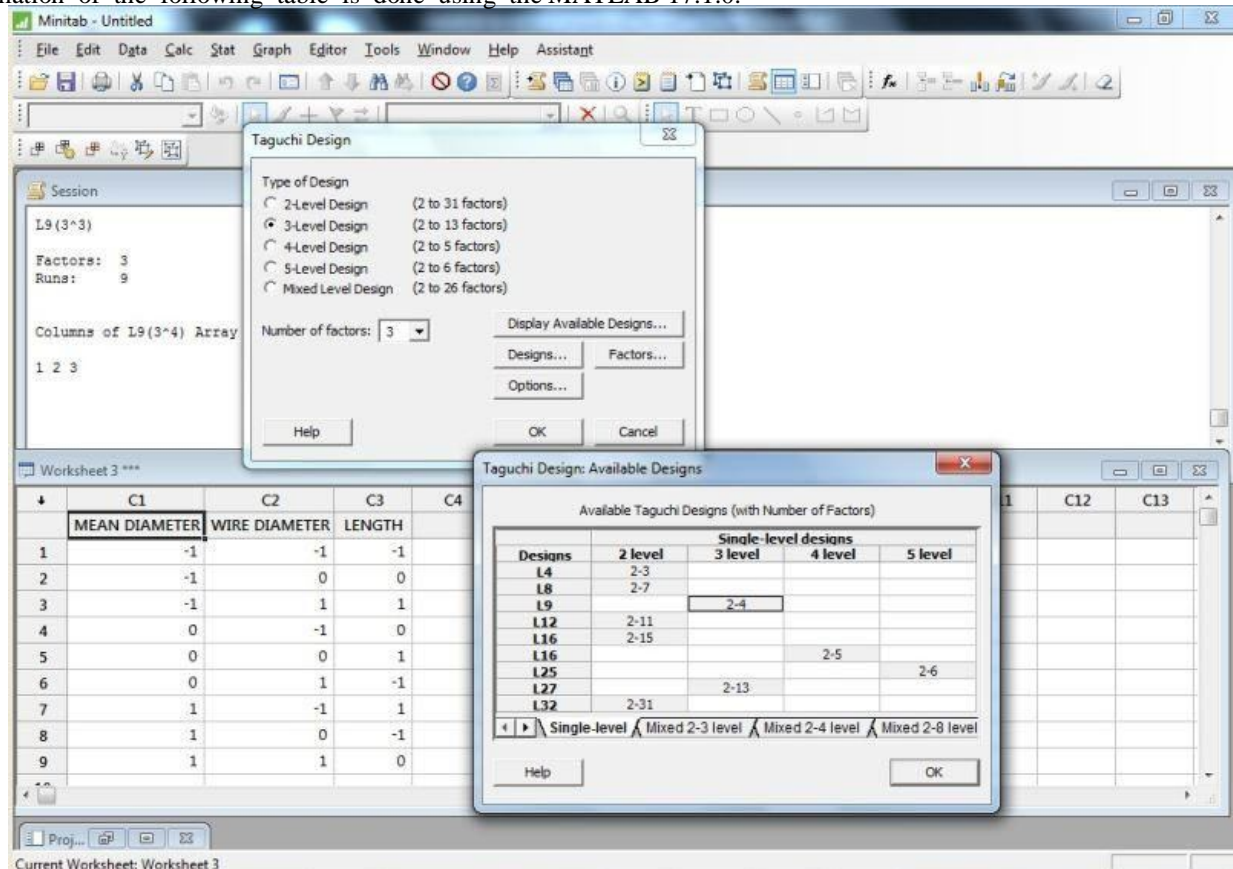 of the following table is done using the MATLAB 17.1.0.
Minitab - Untitled
File Edit Data Calc Stat Graph Editor Tools Window Help Assistant
Taguchi Design
Type of Design
2-Level Design (2 to 31 factors)
3-Level Design (2 to 13 factors)
4-Level Design (2 to 5 factors)
5-Level Design (2 to 6 factors)
Mixed Level Design (2 to 26 factors)
Number of factors: 3
Display Available Designs...
Designs... Factors...
Options...
Help OK Cancel
Session
L9(3^3)
Factors: 3
Runs: 9
Columns of L9(3^4) Array
1 2 3
Worksheet 3 ***
C1 C2 C3 C4 C12 C13
MEAN DIAMETER WIRE DIAMETER LENGTH
1 -1 -1 -1
2 -1 0 0
3 -1 1 1
4 0 -1 0
5 0 0 1
6 0 1 -1
7 1 -1 1
8 1 0 -1
9 1 1 0
Taguchi Design: Available Designs
Available Taguchi Designs (with Number of Factors)
Single-level designs
Designs 2 level 3 level 4 level 5 level
L4 2-3
L8 2-7
L9 2-4
L12 2-11
L16 2-15
L16 2-5
L25 2-6
L27 2-13
L32 2-31
Single-level Mixed 2-3 level Mixed 2-4 level Mixed 2-8 level
Help OK
Proj...
Current Worksheet: Worksheet 3